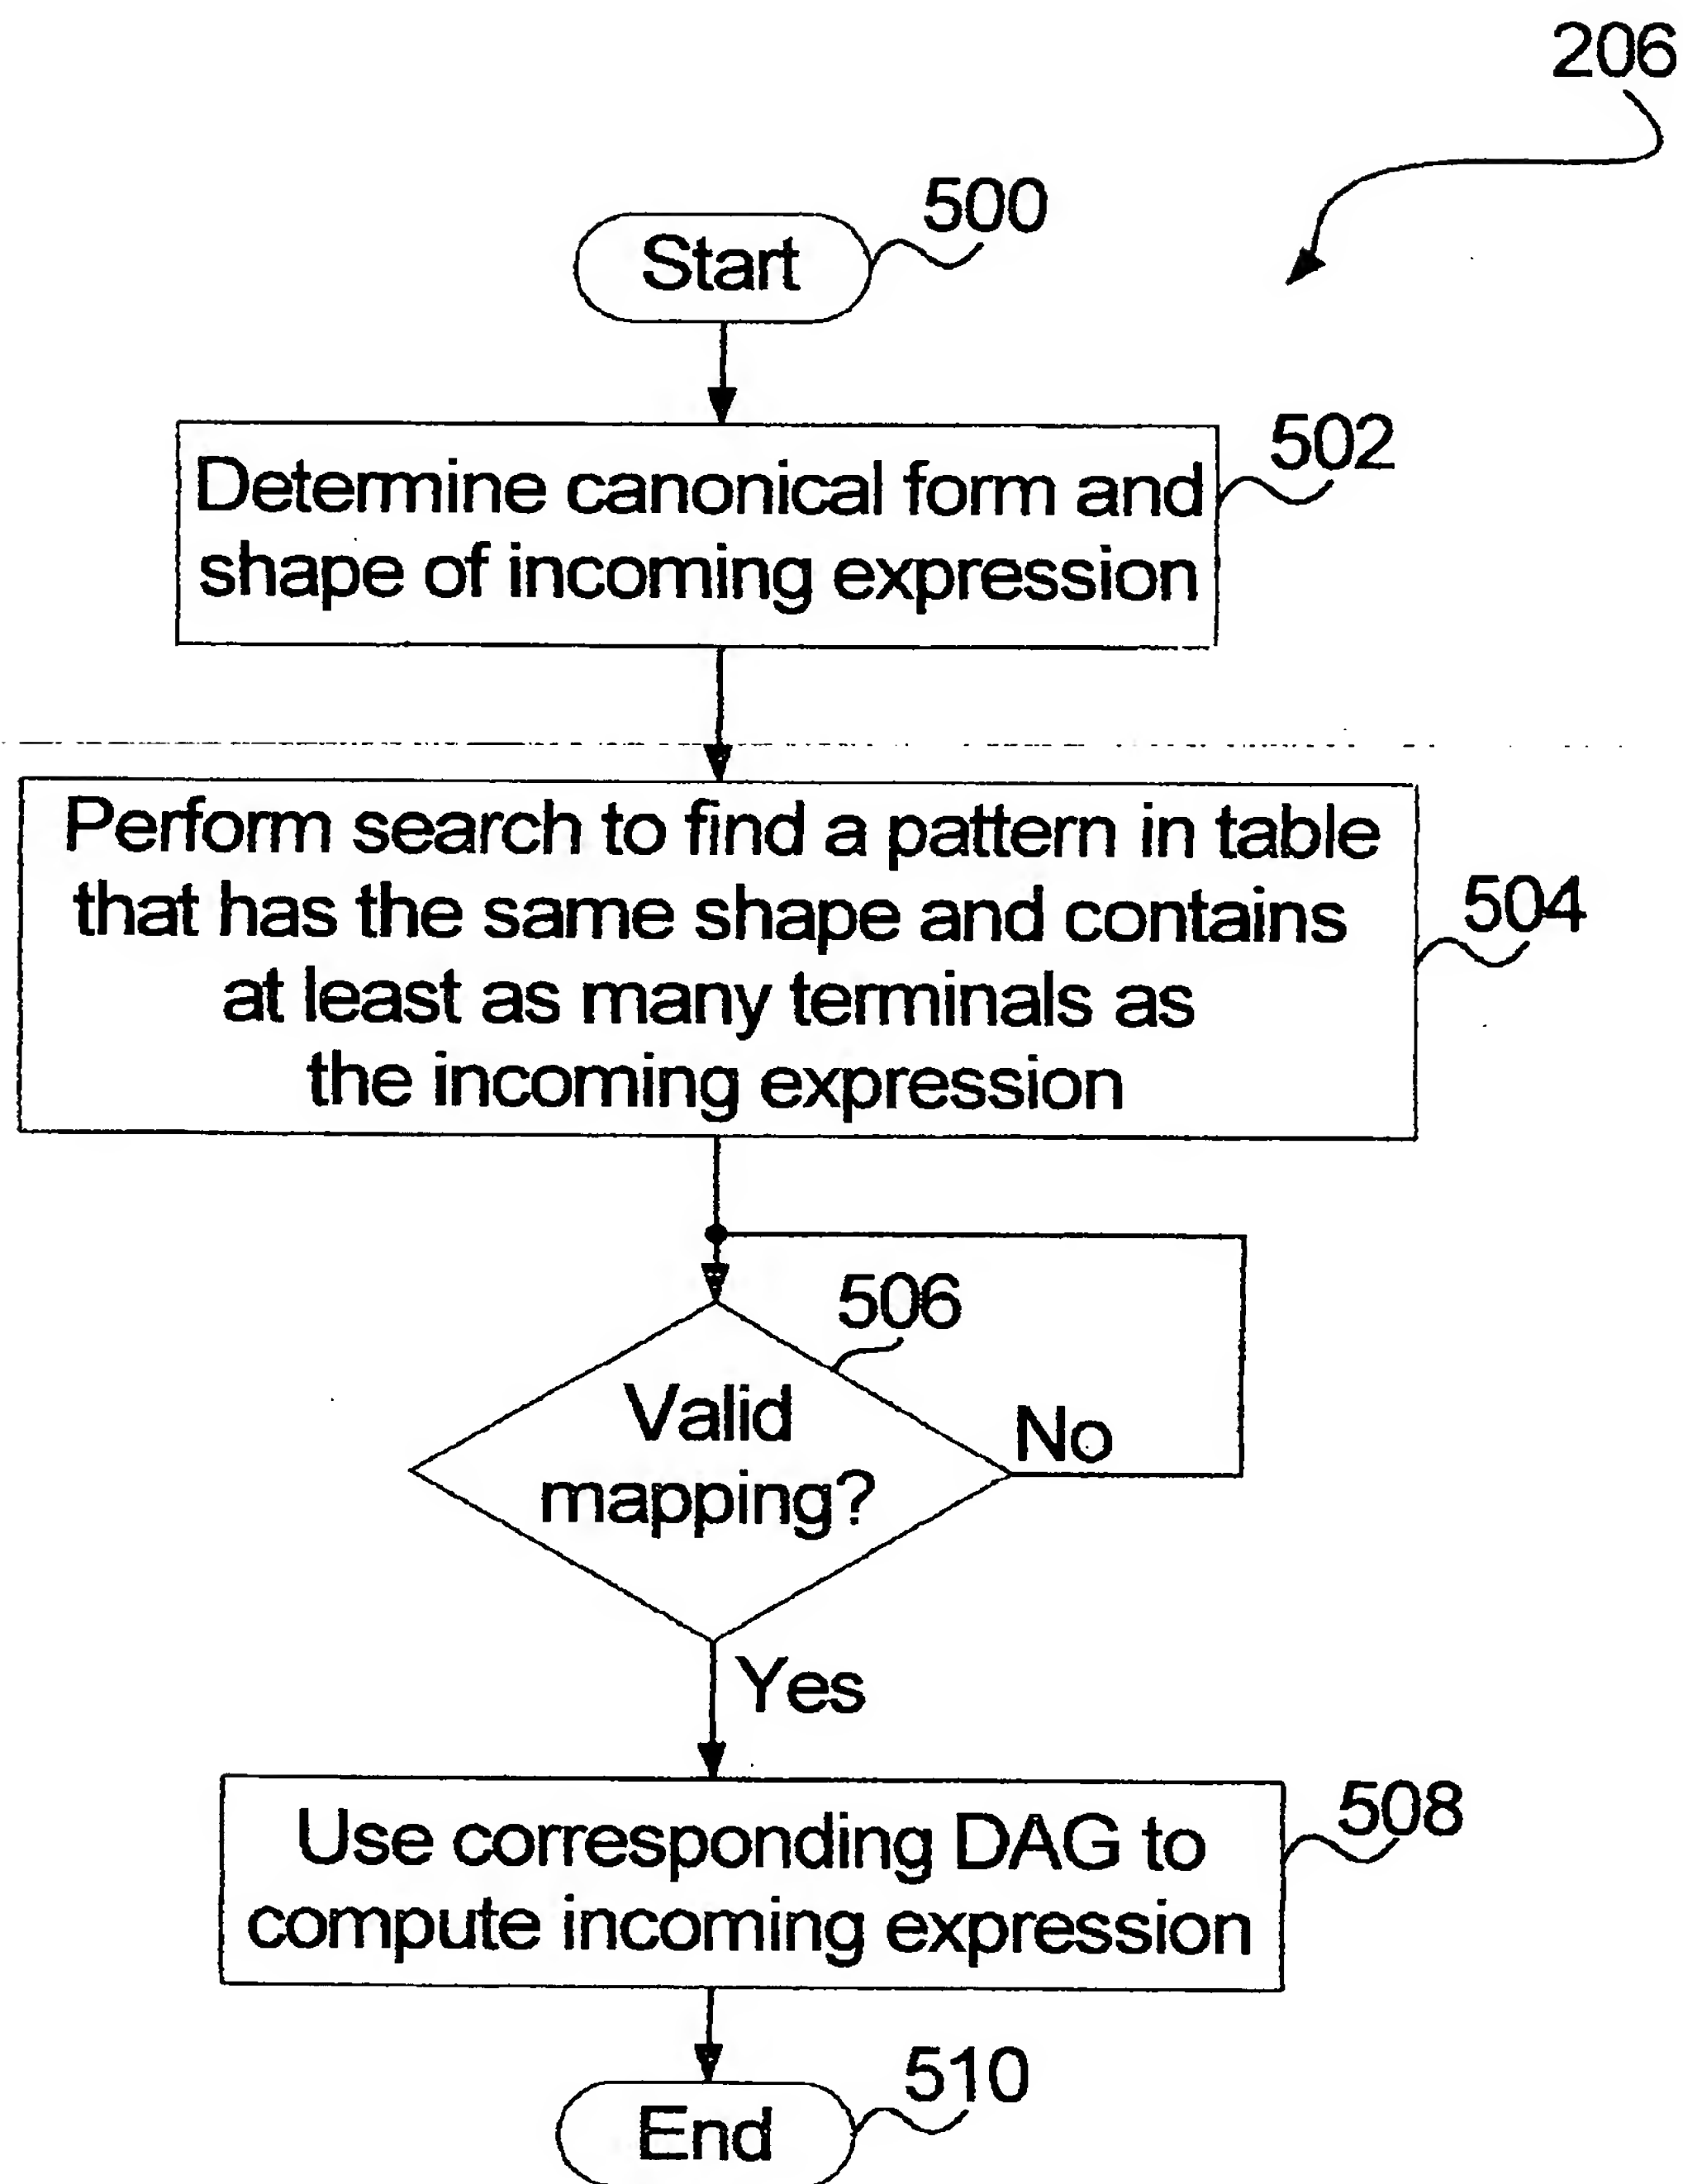 206
500
Start
502
Determine canonical form and
shape of incoming expression
Perform search to find a pattern in table
that has the same shape and contains
at least as many terminals as
the incoming expression
504
506
Valid
mapping?
No
Yes
508
Use corresponding DAG to
compute incoming expression
510
End